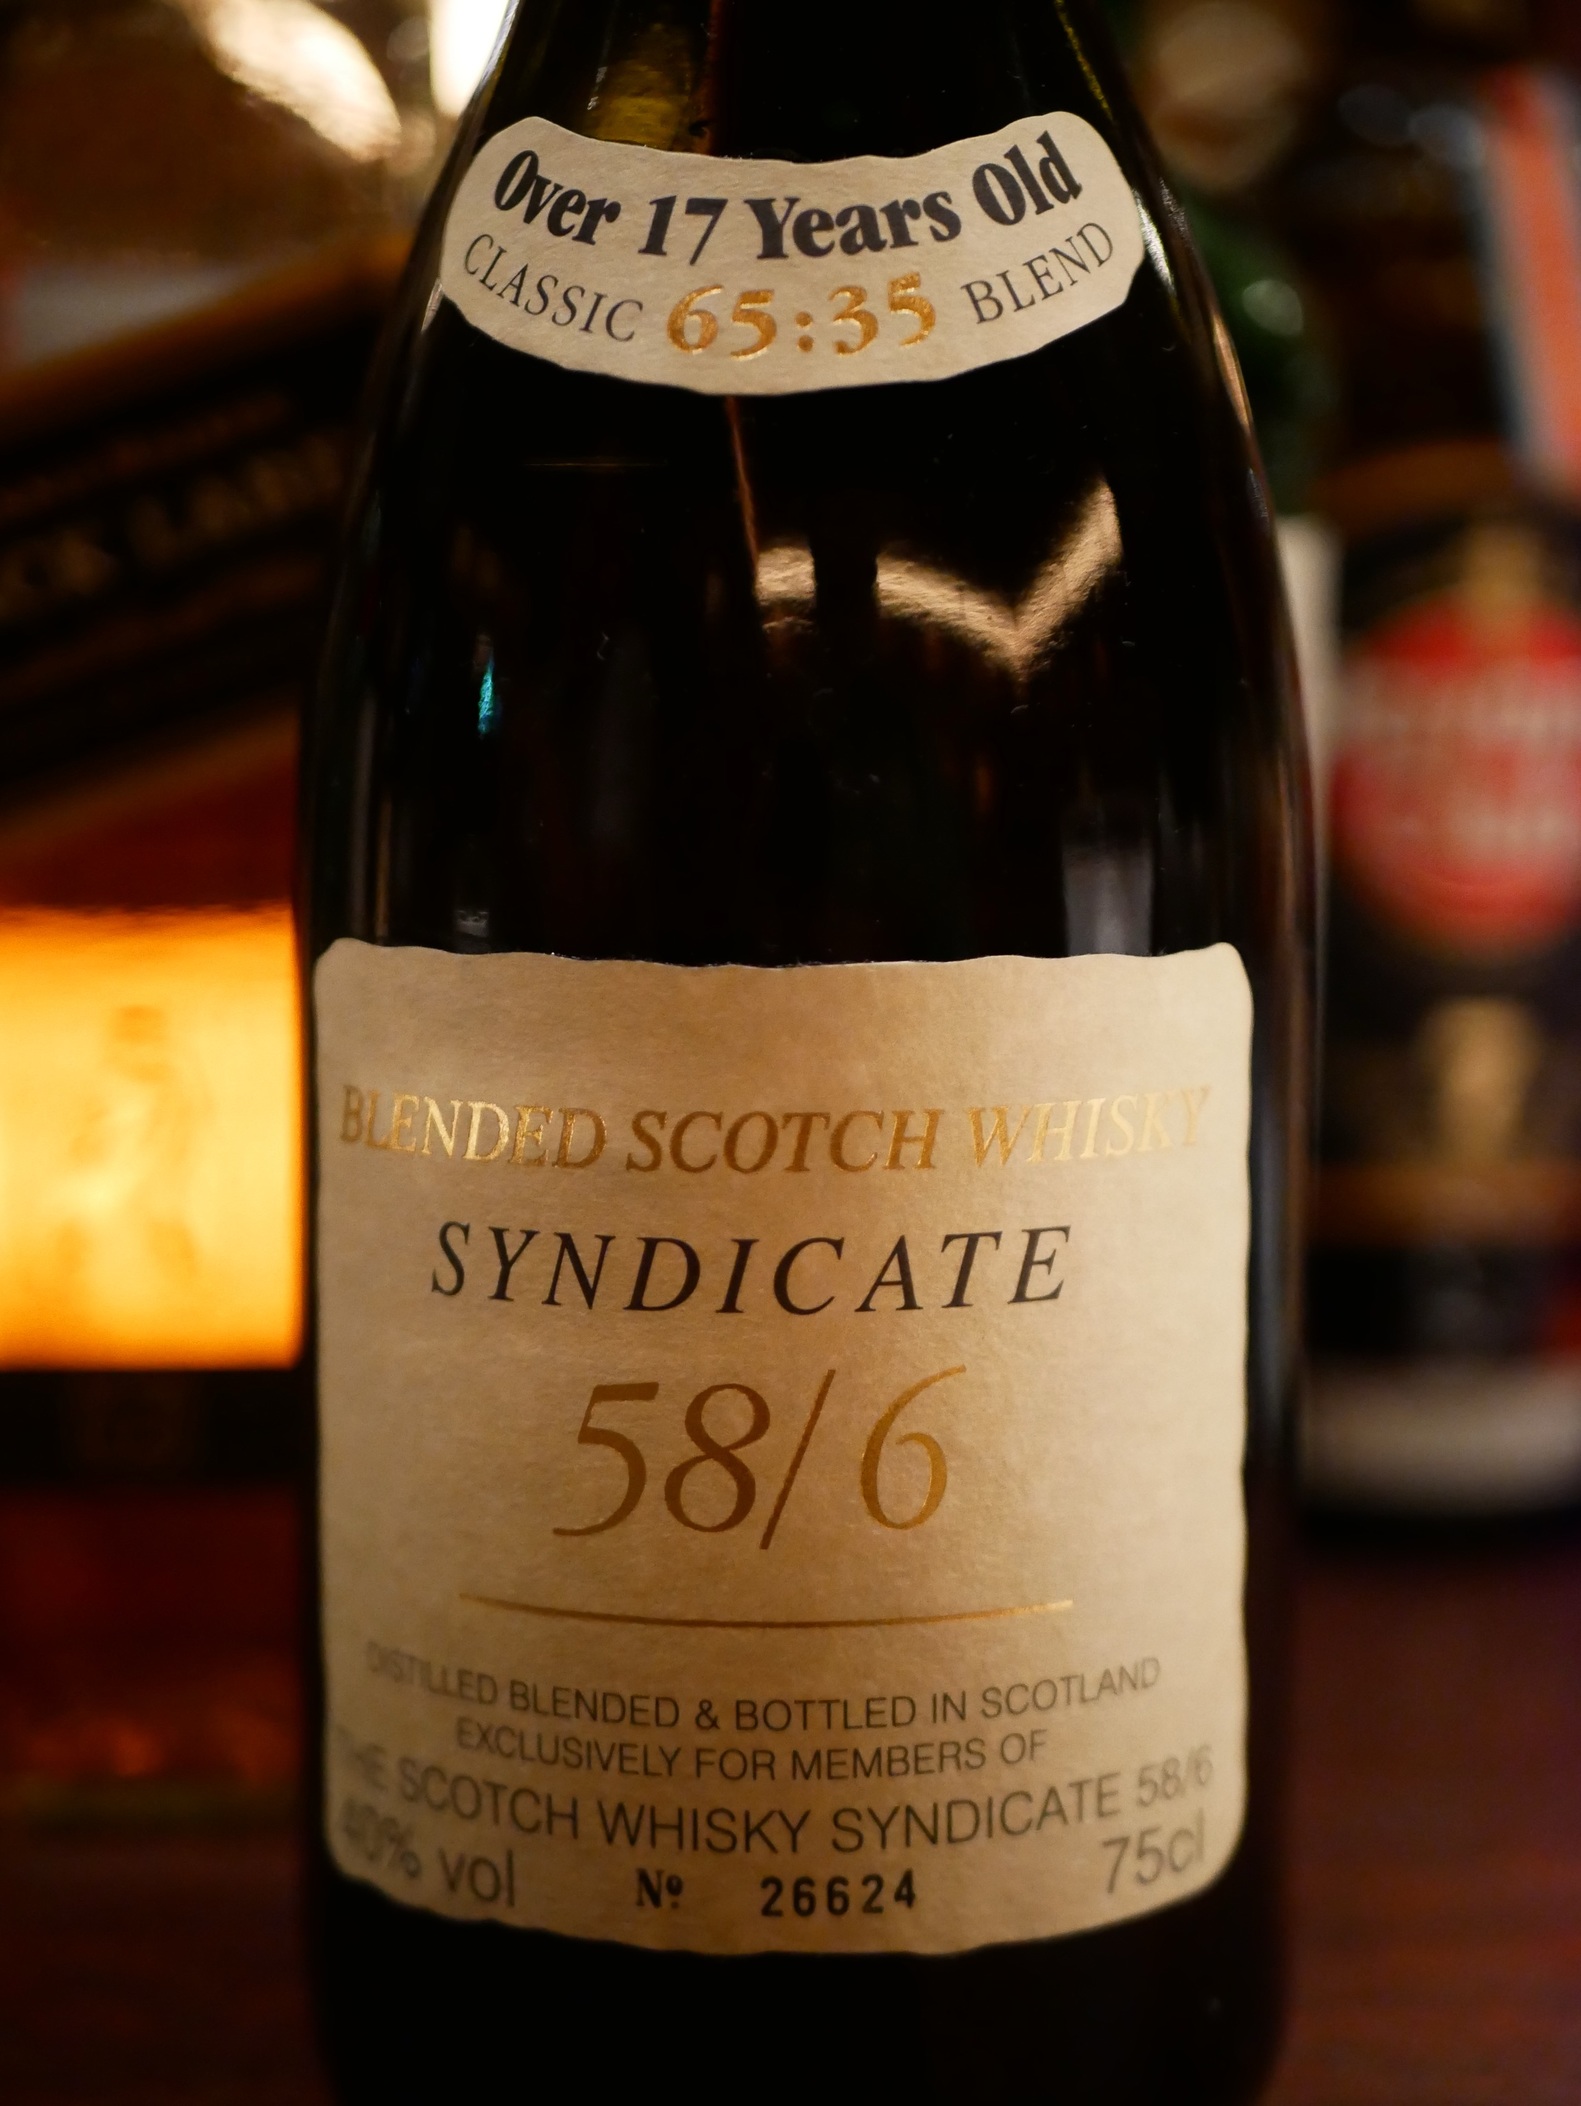 Over 17 Years Old
CLASSIC 65:35 BLEND
BLENDED SCOTCH WHISKY
SYNDICATE
58/6
DISTILLED BLENDED & BOTTLED IN SCOTLAND
EXCLUSIVELY FOR MEMBERS OF
THE SCOTCH WHISKY SYNDICATE 58/6
40% vol Nº 26624 75cl